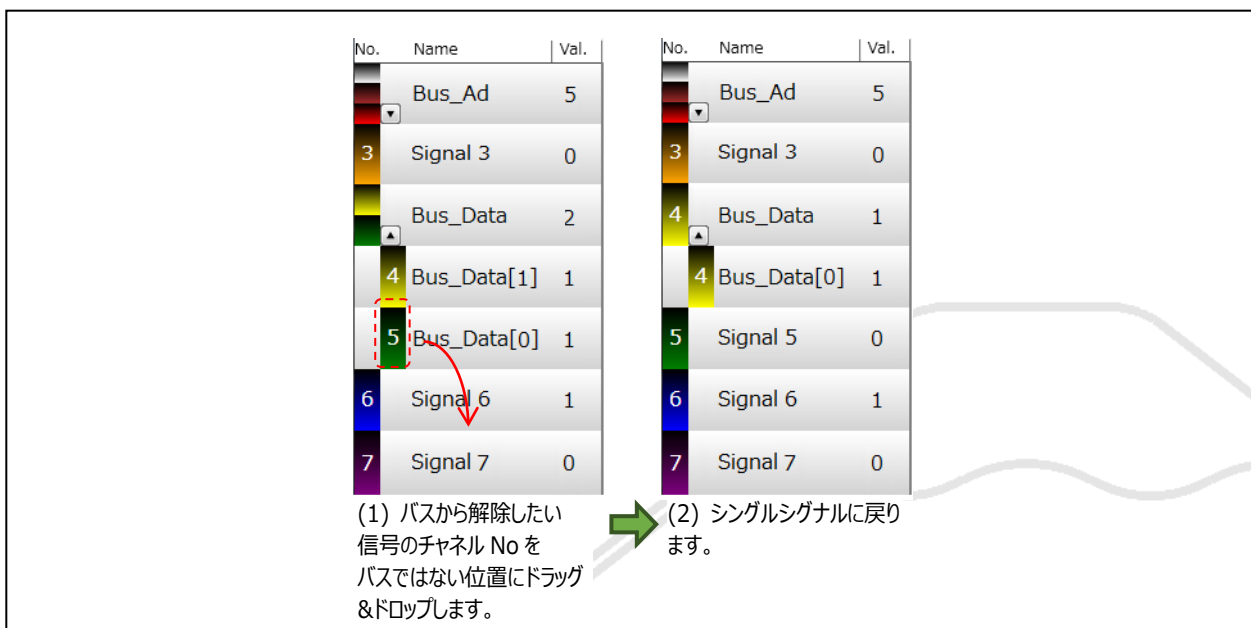 No. Name Val.
Bus_Ad 5
3 Signal 3 0
Bus_Data 2
4 Bus_Data[1] 1
5 Bus_Data[0] 1
6 Signal 6 1
7 Signal 7 0
(1) バスから解除したい
信号のチャネル No を
バスではない位置にドラッグ
&ドロップします。
No. Name Val.
Bus_Ad 5
3 Signal 3 0
4 Bus_Data 1
4 Bus_Data[0] 1
5 Signal 5 0
6 Signal 6 1
7 Signal 7 0
(2) シングルシグナルに戻り
ます。